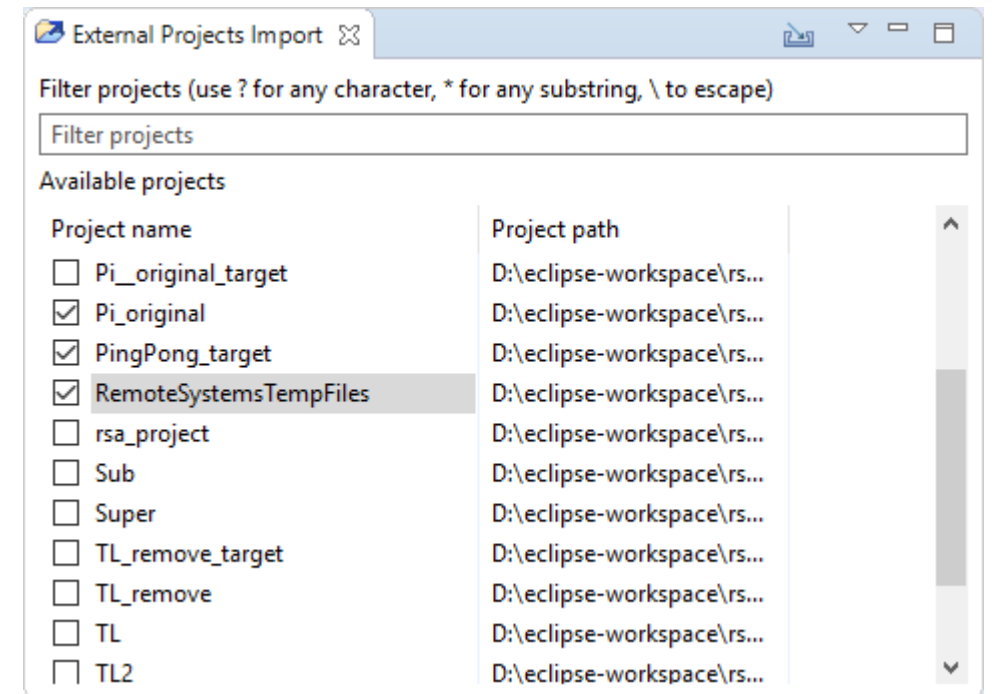 External Projects Import
Filter projects (use ? for any character, * for any substring, \ to escape)
Filter projects
Available projects
Project name Project path
Pi__original_target D:\eclipse-workspace\rs...
Pi_original D:\eclipse-workspace\rs...
PingPong_target D:\eclipse-workspace\rs...
RemoteSystemsTempFiles D:\eclipse-workspace\rs...
rsa_project D:\eclipse-workspace\rs...
Sub D:\eclipse-workspace\rs...
Super D:\eclipse-workspace\rs...
TL_remove_target D:\eclipse-workspace\rs...
TL_remove D:\eclipse-workspace\rs...
TL D:\eclipse-workspace\rs...
TL2 D:\eclipse-workspace\rs...